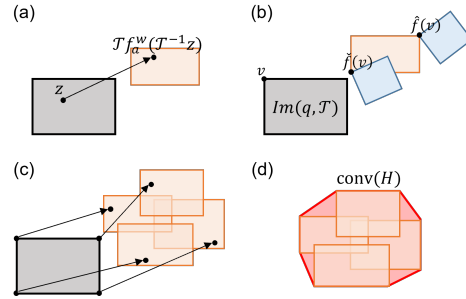 (a)
𝒯f_a^w(𝒯^{-1}z)
z
(b)
f̂(v)
v
f̌(v)
Im(q,𝒯)
(c)
(d)
conv(H)